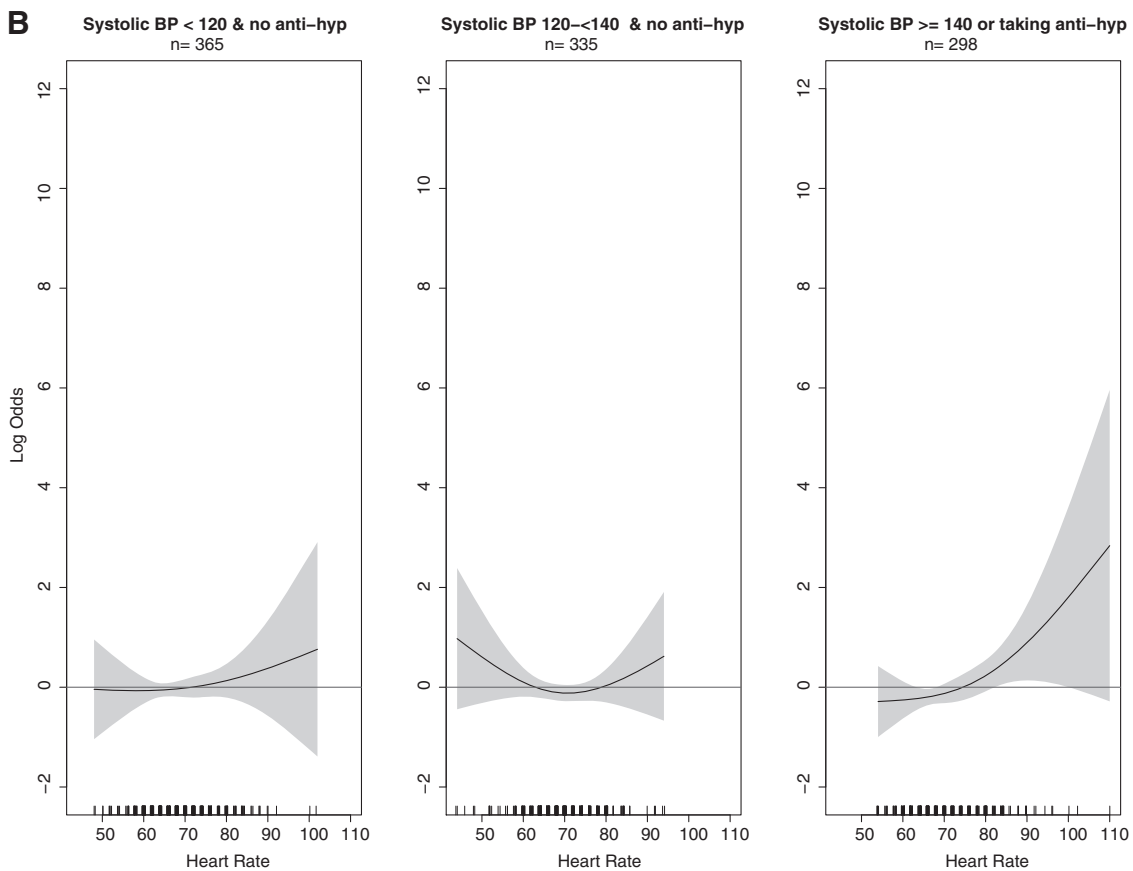 B
Systolic BP < 120 & no anti−hyp
n= 365
Systolic BP 120−<140 & no anti−hyp
n= 335
Systolic BP >= 140 or taking anti−hyp
n= 298
Log Odds
12
10
8
6
4
2
0
−2
50 60 70 80 90 100 110
Heart Rate
12
10
8
6
4
2
0
−2
50 60 70 80 90 100 110
Heart Rate
12
10
8
6
4
2
0
−2
50 60 70 80 90 100 110
Heart Rate